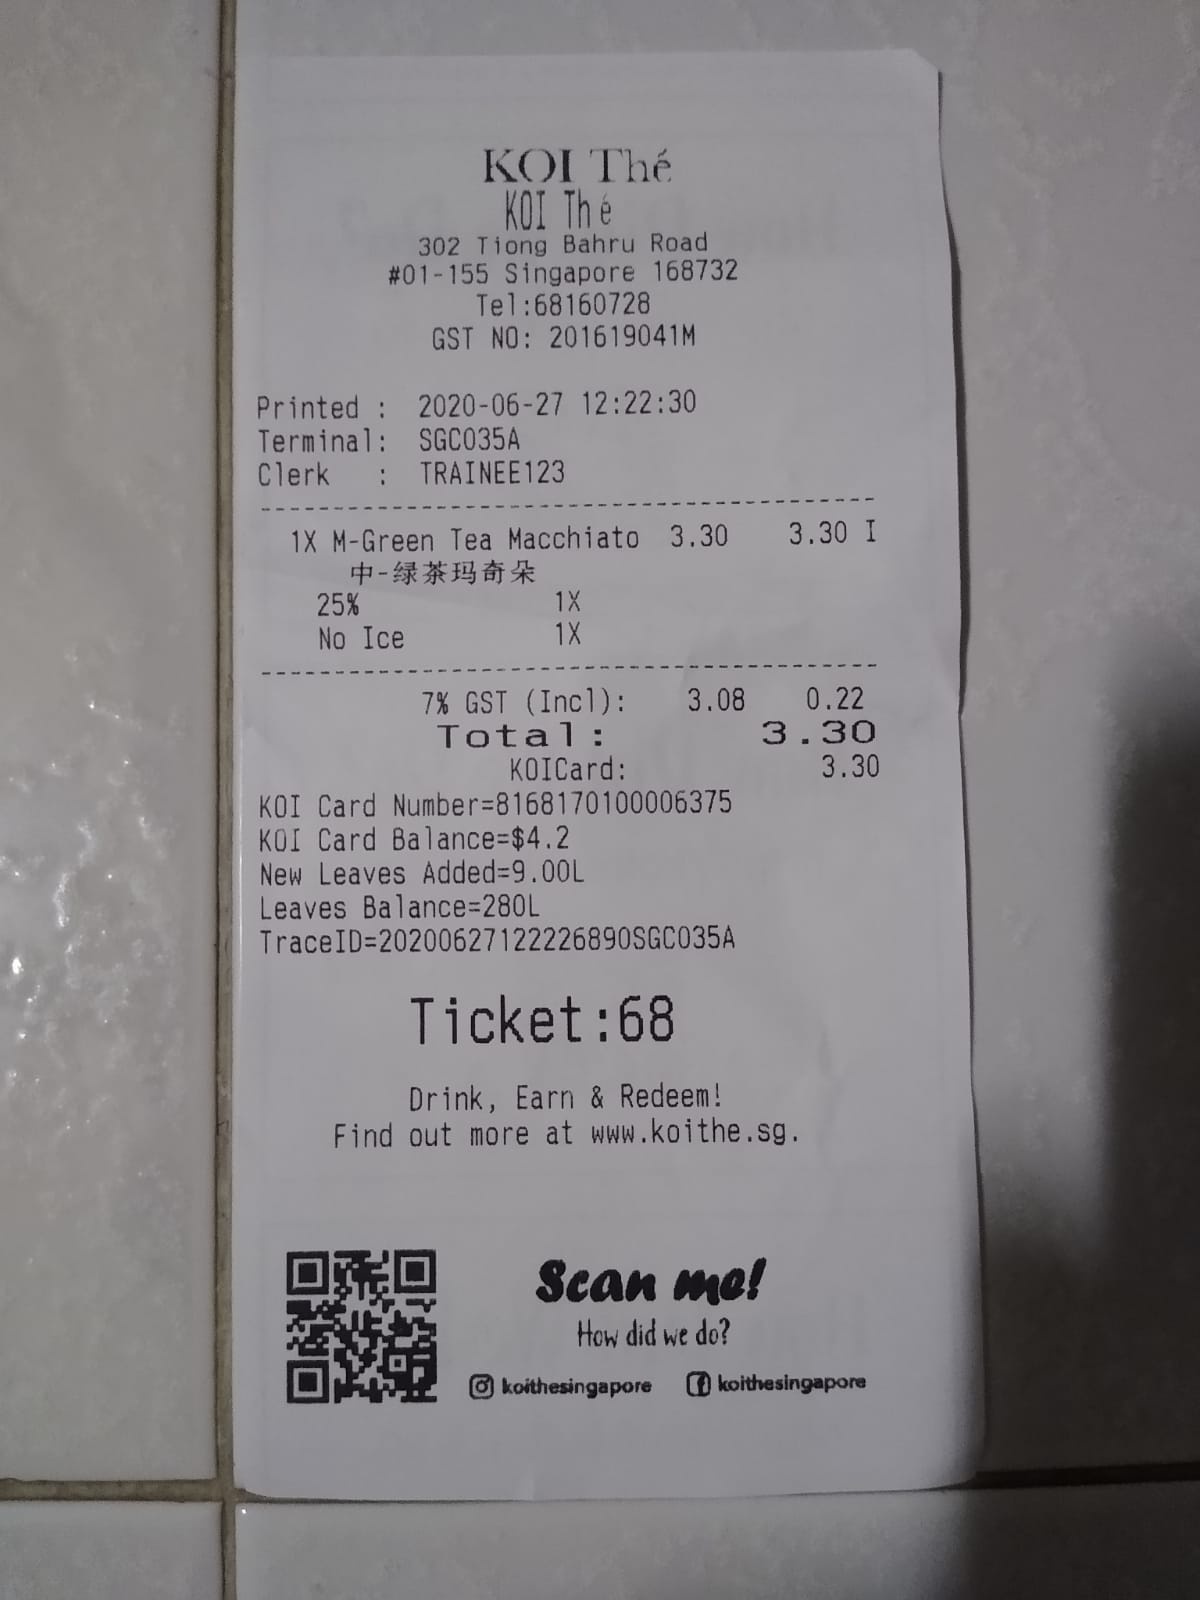 KOI Thé
KOI Thé
302 Tiong Bahru Road
#01-155 Singapore 168732
Tel:68160728
GST NO: 201619041M
Printed : 2020-06-27 12:22:30
Terminal: SGC035A
Clerk : TRAINEE123
1X M-Green Tea Macchiato 3.30 3.30 I
中-绿茶玛奇朵
25% 1X
No Ice 1X
7% GST (Incl): 3.08 0.22
Total: 3.30
KOICard: 3.30
KOI Card Number=8168170100006375
KOI Card Balance=$4.2
New Leaves Added=9.00L
Leaves Balance=280L
TraceID=20200627122226890SGC035A
Ticket:68
Drink, Earn & Redeem!
Find out more at www.koithe.sg.
Scan me!
How did we do?
koithesingapore koithesingapore